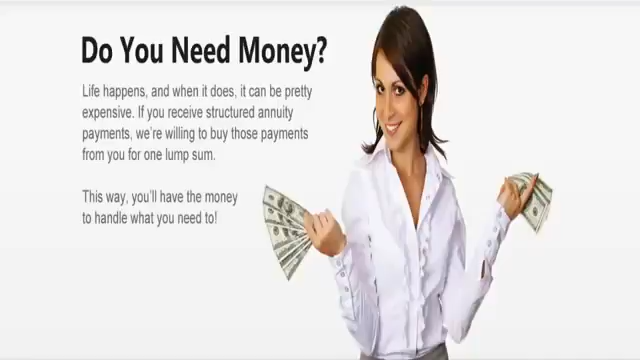 Do You Need Money?
Life happens, and when it does, it can be pretty
expensive. If you receive structured annuity
payments, we’re willing to buy those payments
from you for one lump sum.
This way, you’ll have the money
to handle what you need to!